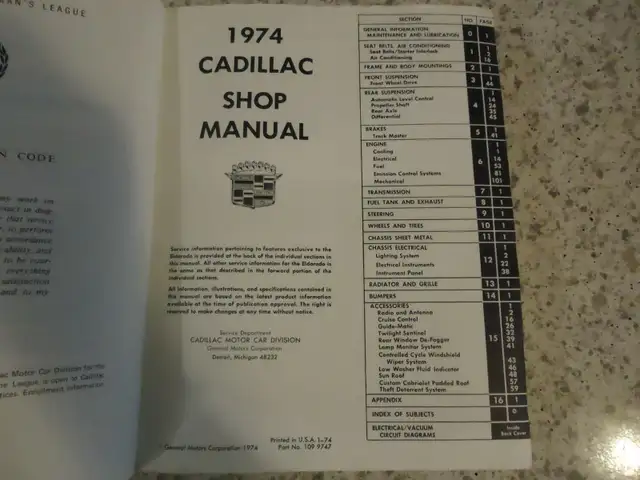 AN'S LEAGUE
N CODE
Motor Car Division for the
League is open to Cadillac
1974
CADILLAC
SHOP
MANUAL
Service information pertaining to features exclusive to the
Eldorado is provided at the back of the individual sections in
this manual. All other service information for the Eldorado is
the same as that described in the forward portion of the
individual sections.
All information, illustrations, and specifications contained in
this manual are based on the latest product information
available at the time of publication approval. The right is
reserved to make changes at any time without notice.
Service Department
CADILLAC MOTOR CAR DIVISION
General Motors Corporation
Detroit, Michigan 48232
General Motors Corporation 1974
Printed in U.S.A. 1-74
Part No. 109 9747
SECTION NO. PAGE
GENERAL INFORMATION
MAINTENANCE AND LUBRICATION 0 1
SEAT BELTS, AIR CONDITIONING 1
Seat Belts/Starter Interlock
Air Conditioning 16
FRAME AND BODY MOUNTINGS 2 1
FRONT SUSPENSION 3 1
Front Wheel Drive
REAR SUSPENSION 4 1
Automatic Level Control 14
Propeller Shaft
Rear Axle
Differential
BRAKES 5 1
Track Master 41
ENGINE 6 1
Cooling 1
Electrical 14
Fuel 53
Emission Control Systems 81
Mechanical 101
TRANSMISSION 7 1
FUEL TANK AND EXHAUST 8 1
STEERING 9 1
WHEELS AND TIRES 10 1
CHASSIS SHEET METAL 11 1
CHASSIS ELECTRICAL 12 1
Lighting System 2
Electrical Instruments 22
Instrument Panel 38
RADIATOR AND GRILLE 13 1
BUMPERS 14 1
ACCESSORIES 15 1
Radio and Antenna 2
Cruise Control 16
Guide-Matic 26
Twilight Sentinel 32
Rear Window De-Fogger 39
Lamp Monitor System 41
Controlled Cycle Windshield
Wiper System 43
Low Washer Fluid Indicator 46
Sun Roof 48
Custom Cabriolet Padded Roof 57
Theft Deterrent System 59
APPENDIX 16 1
INDEX OF SUBJECTS 0
ELECTRICAL/VACUUM
CIRCUIT DIAGRAMS Inside
Back Cover